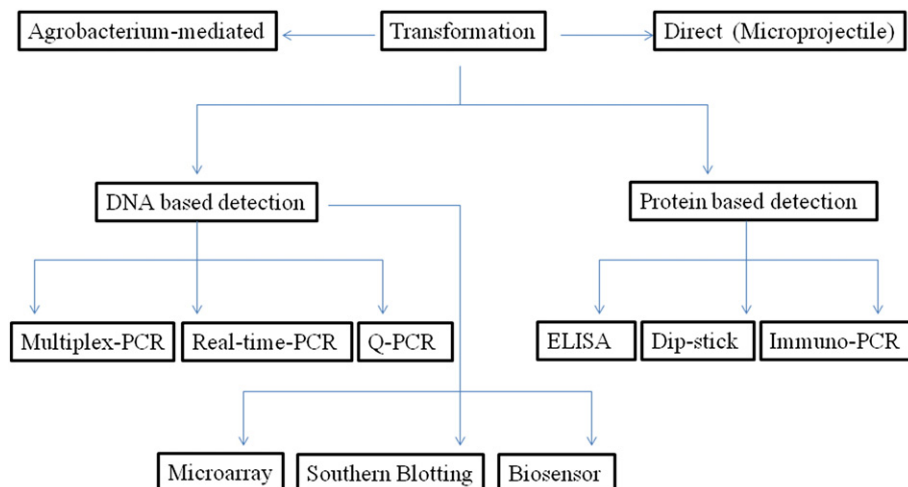 Agrobacterium-mediated
Transformation
Direct (Microprojectile)
DNA based detection
Protein based detection
Multiplex-PCR
Real-time-PCR
Q-PCR
ELISA
Dip-stick
Immuno-PCR
Microarray
Southern Blotting
Biosensor